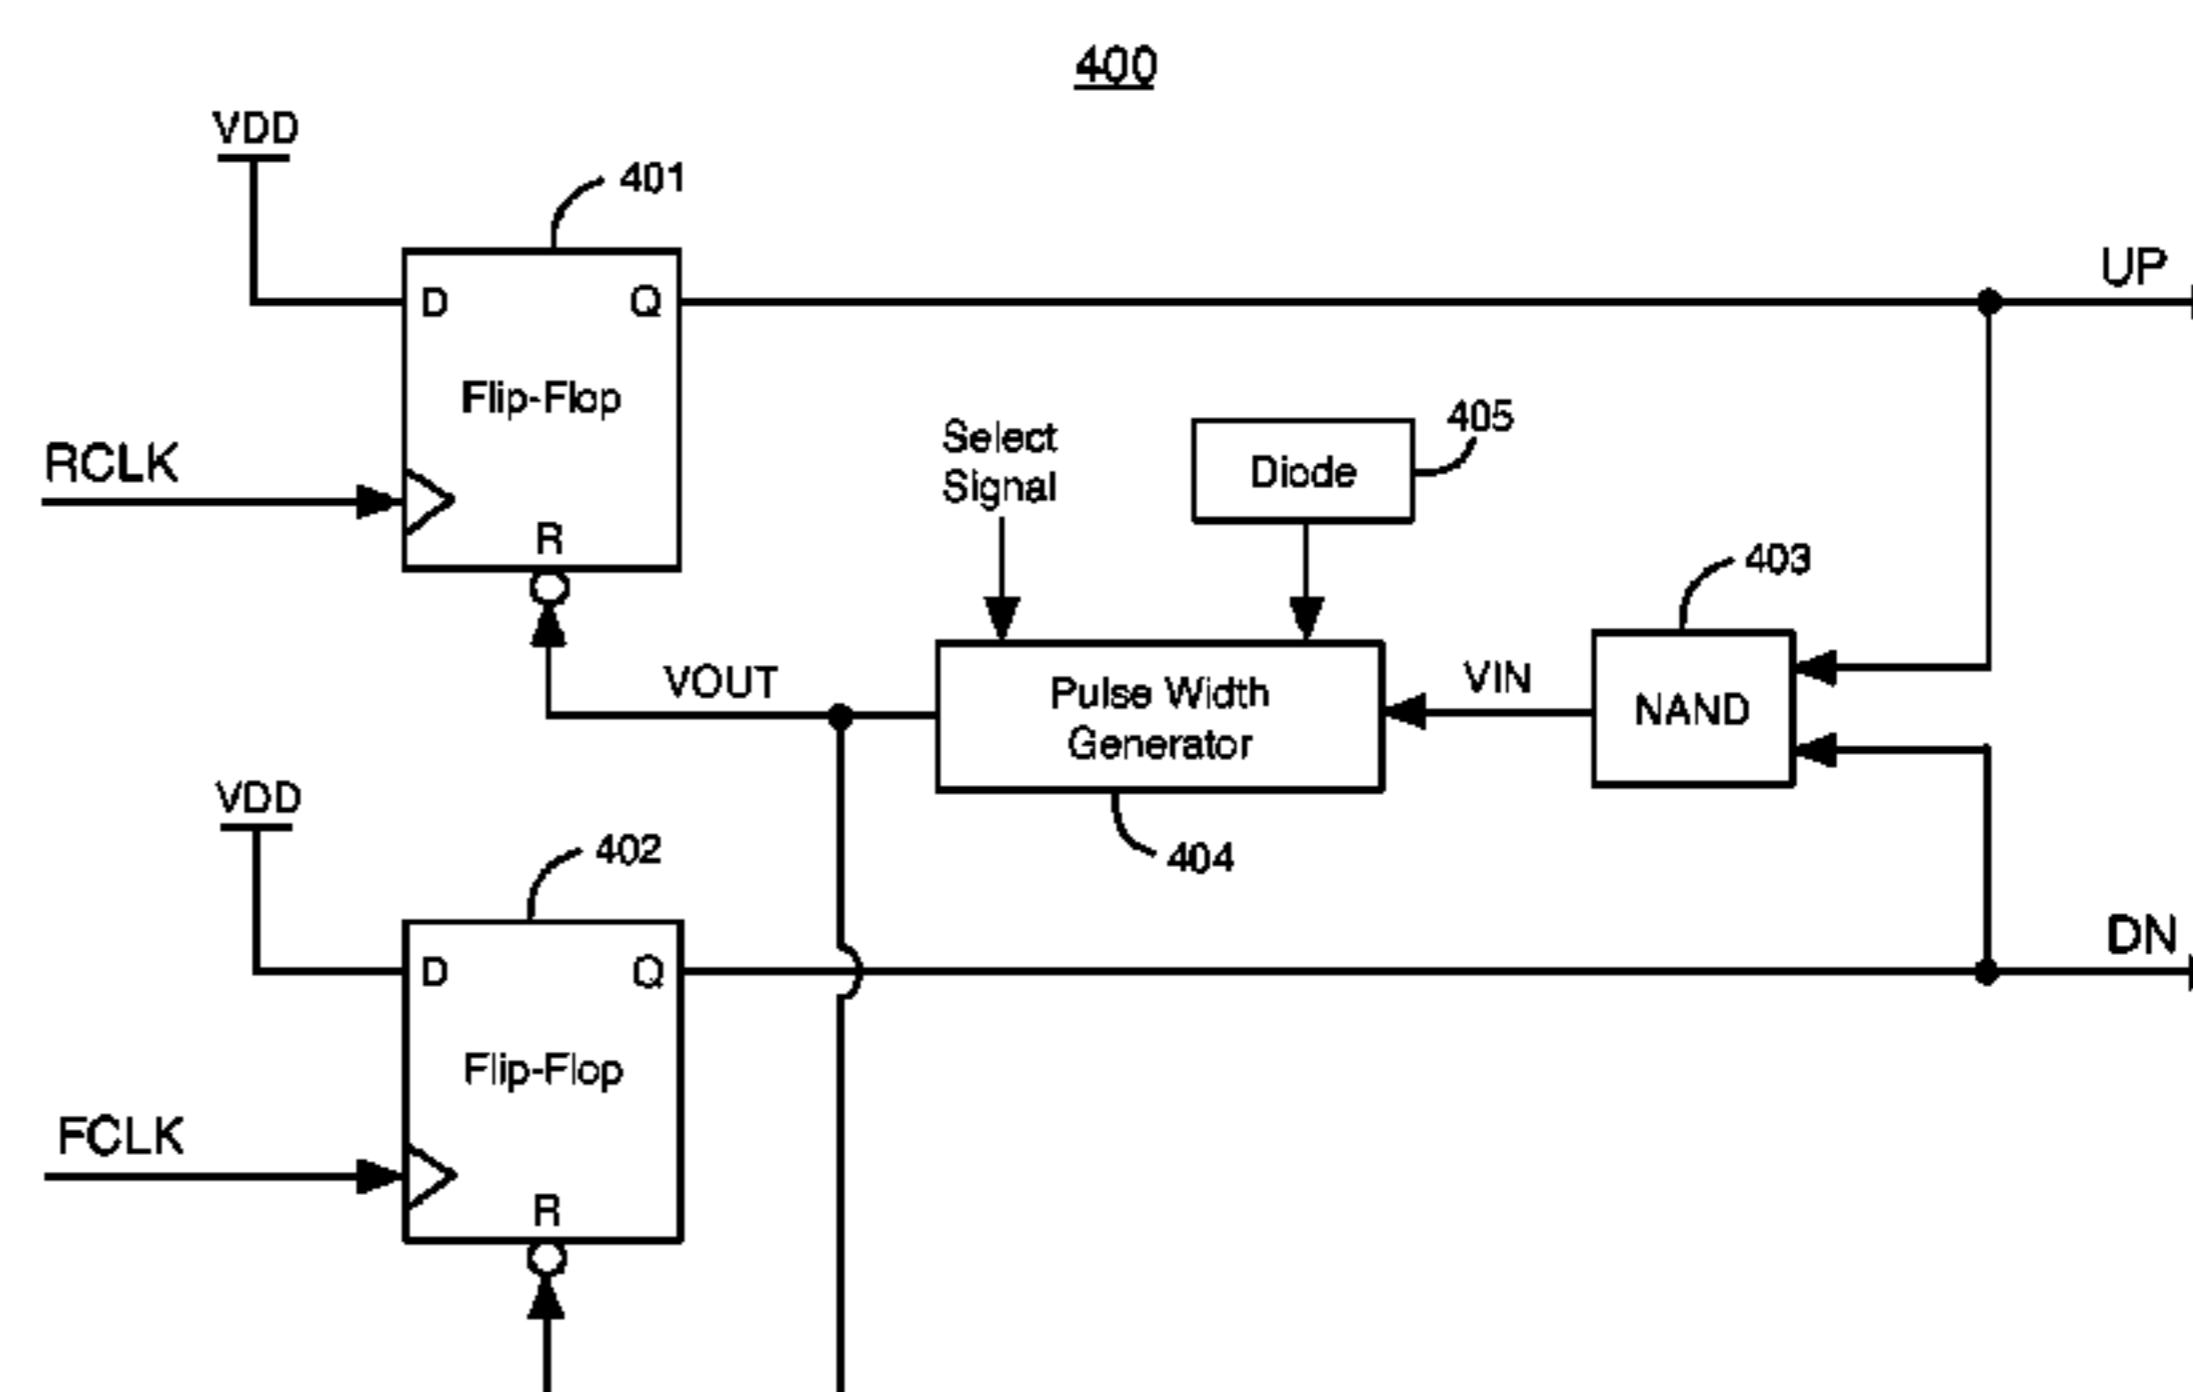 400
VDD
401
D
Q
UP
Flip-Flop
RCLK
R
Select
Signal
Diode
405
403
VOUT
Pulse Width
Generator
VIN
NAND
404
VDD
402
D
Q
DN
Flip-Flop
FCLK
R